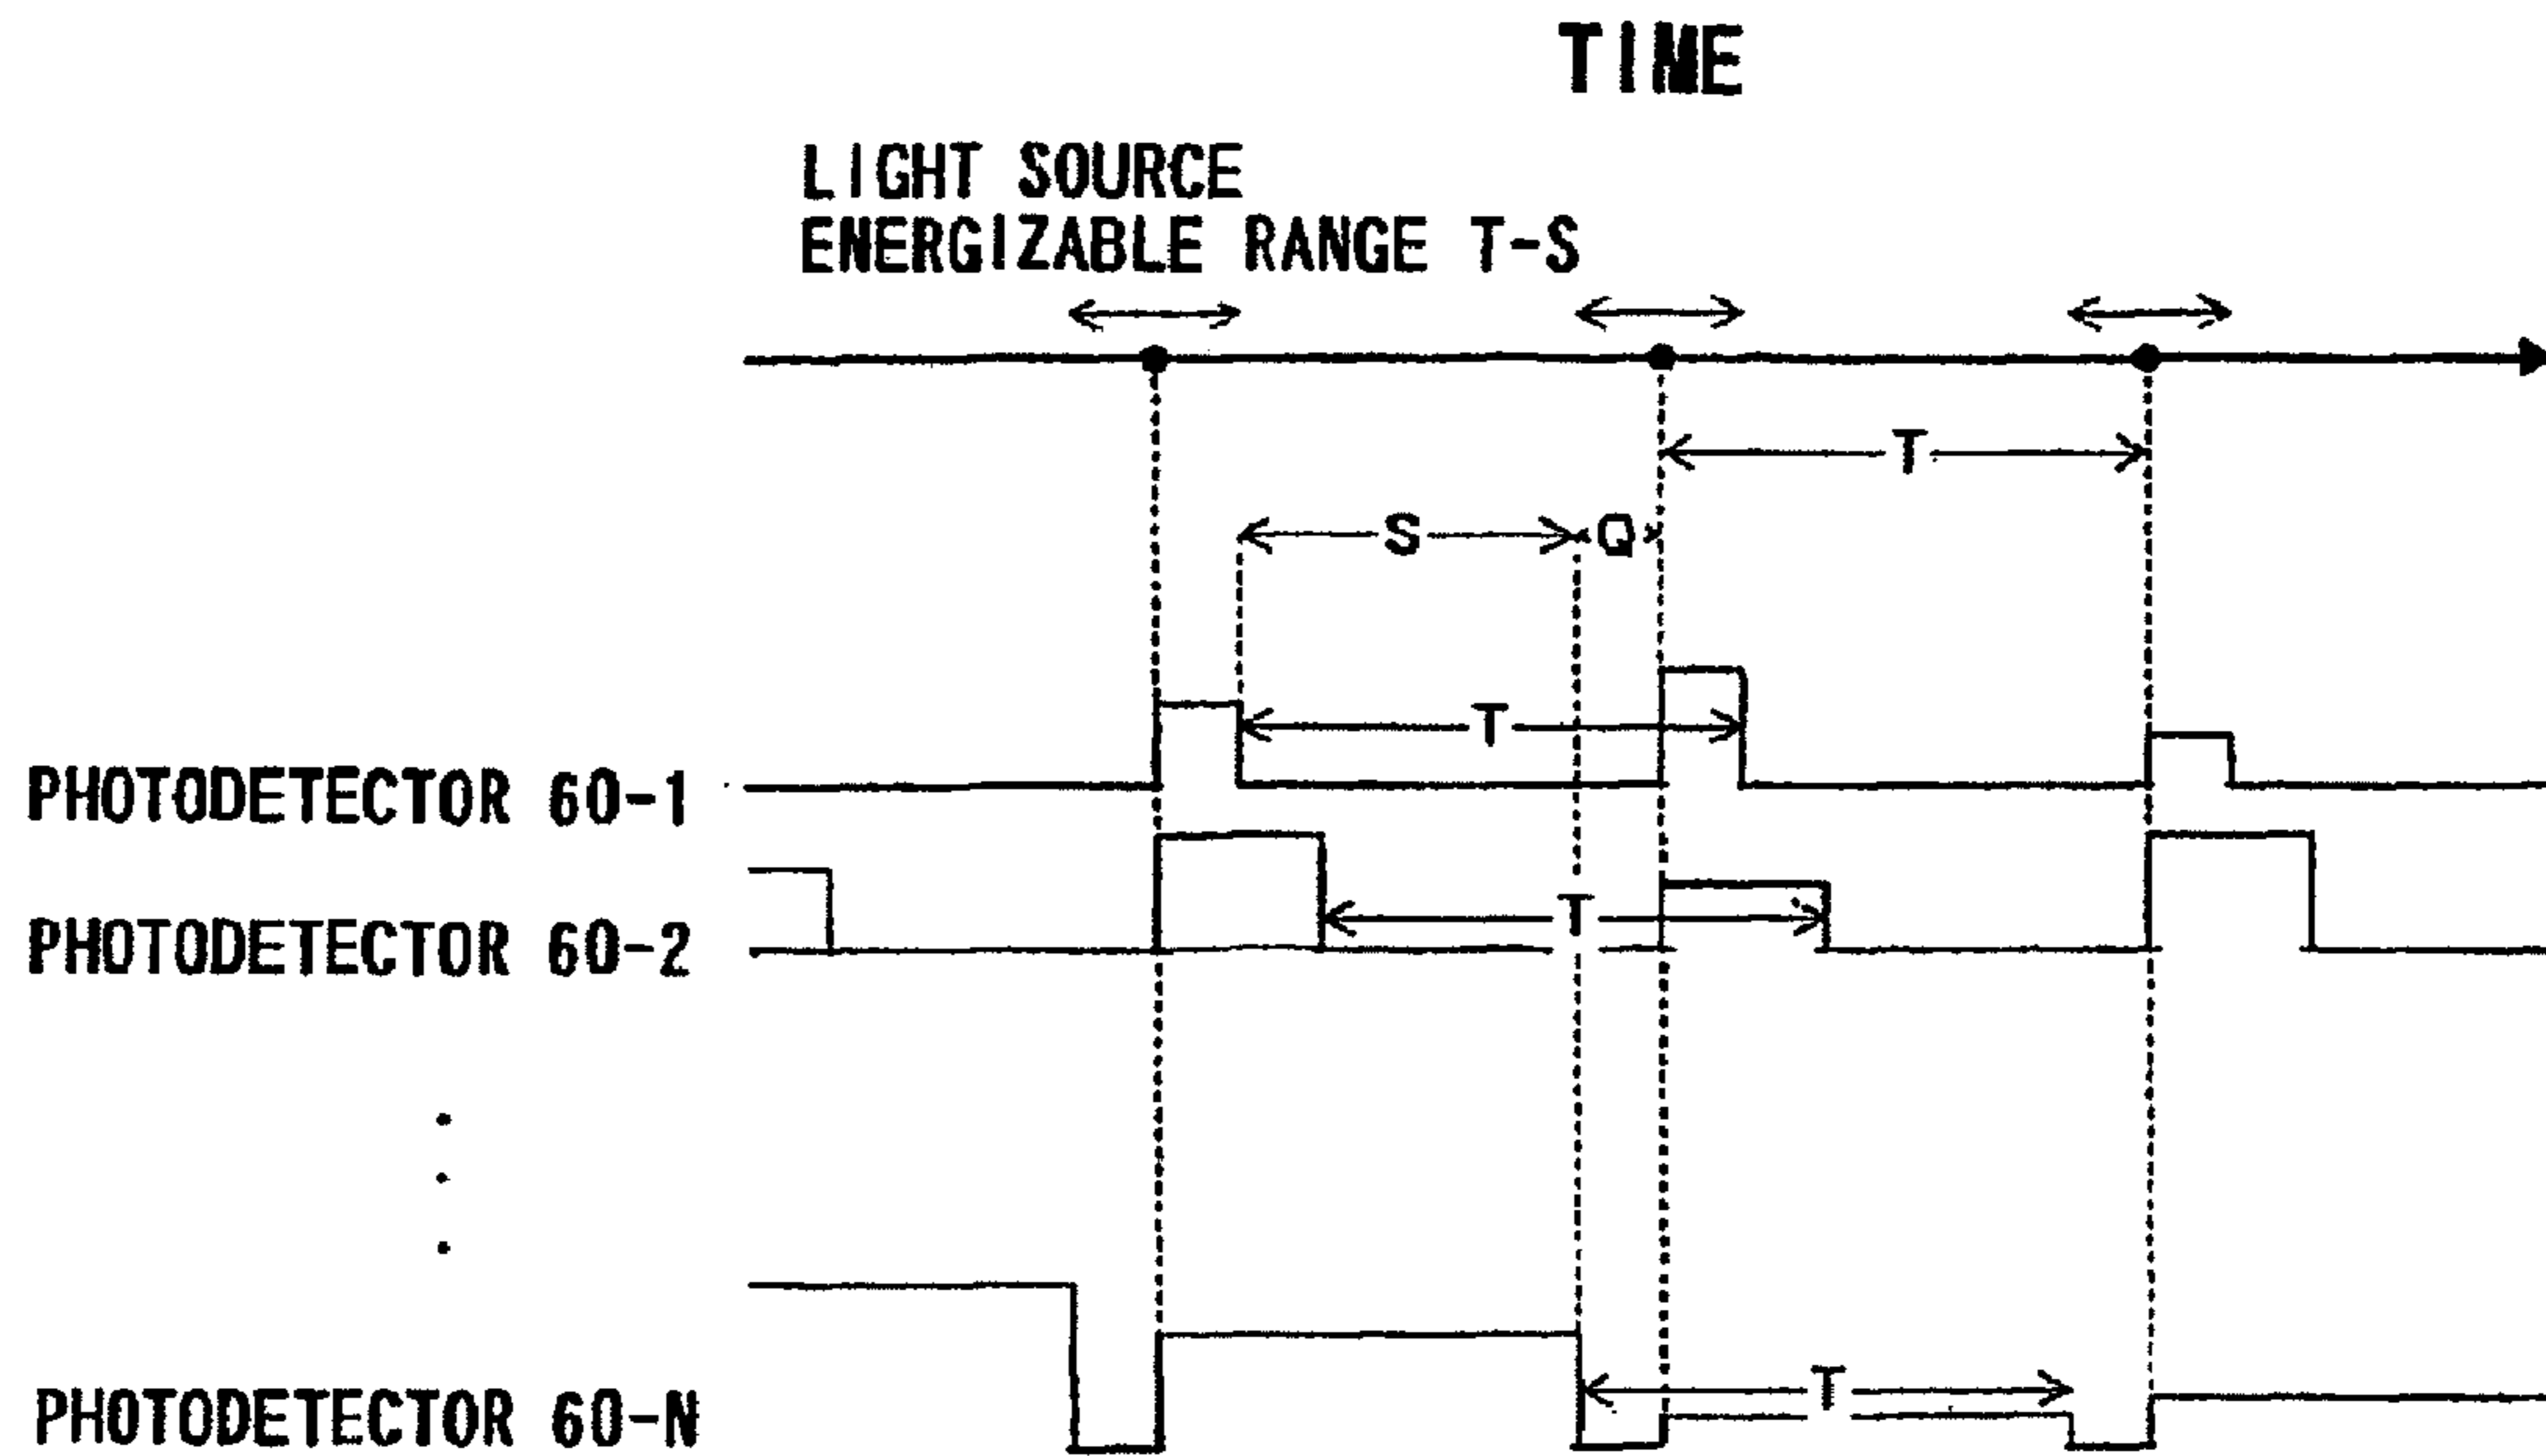 TIME
LIGHT SOURCE
ENERGIZABLE RANGE T-S
T
S Q
T
PHOTODETECTOR 60-1
T
PHOTODETECTOR 60-2
T
PHOTODETECTOR 60-N